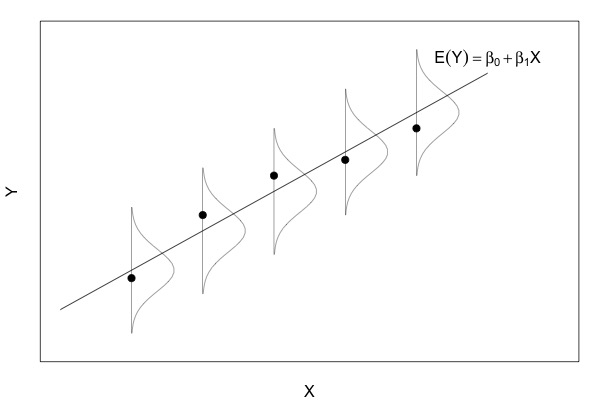 E(Y) = β₀ + β₁X
Y
X